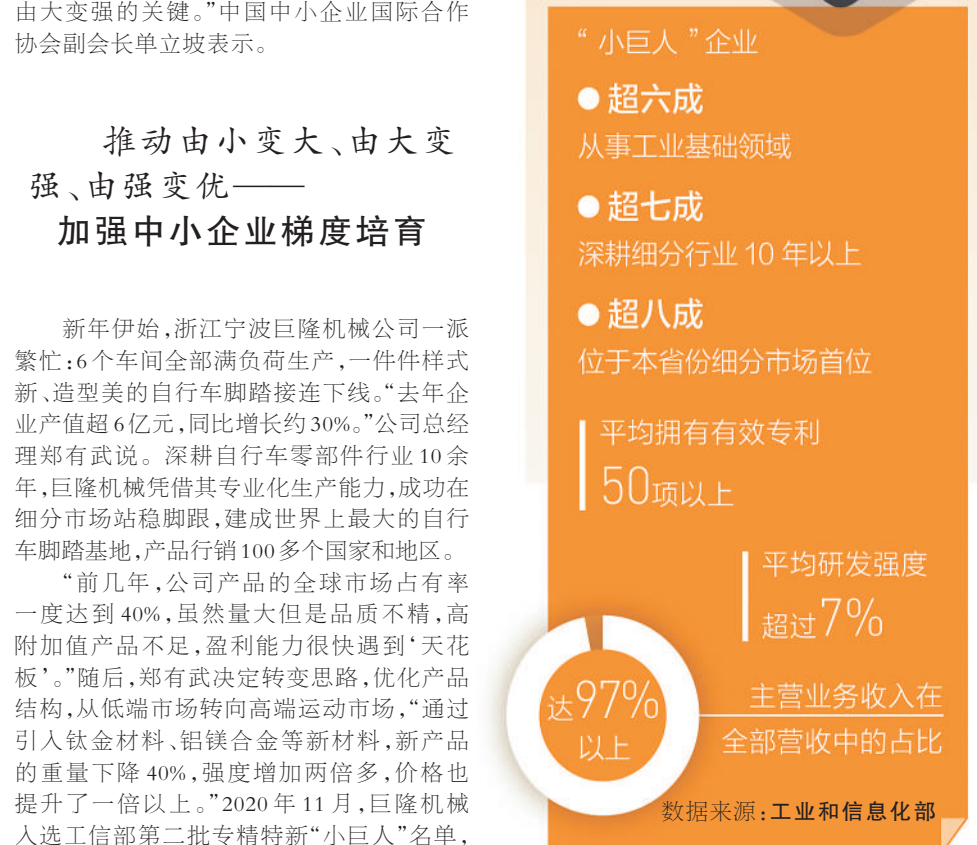 由大变强的关键。”中国中小企业国际合作
协会副会长单立坡表示。
推动由小变大、由大变
强、由强变优——
加强中小企业梯度培育
新年伊始,浙江宁波巨隆机械公司一派
繁忙:6个车间全部满负荷生产,一件件样式
新、造型美的自行车脚踏接连下线。“去年企
业产值超6亿元,同比增长约30%。”公司总经
理郑有武说。深耕自行车零部件行业10余
年,巨隆机械凭借其专业化生产能力,成功在
细分市场站稳脚跟,建成世界上最大的自行
车脚踏基地,产品行销100多个国家和地区。
“前几年,公司产品的全球市场占有率
一度达到40%,虽然量大但是品质不精,高
附加值产品不足,盈利能力很快遇到‘天花
板’。”随后,郑有武决定转变思路,优化产品
结构,从低端市场转向高端运动市场,“通过
引入钛金材料、铝镁合金等新材料,新产品
的重量下降40%,强度增加两倍多,价格也
提升了一倍以上。”2020年11月,巨隆机械
入选工信部第二批专精特新“小巨人”名单,
“小巨人”企业
●超六成
从事工业基础领域
●超七成
深耕细分行业10年以上
●超八成
位于本省份细分市场首位
平均拥有有效专利
50项以上
平均研发强度
超过7%
达97%
以上
主营业务收入在
全部营收中的占比
数据来源:工业和信息化部